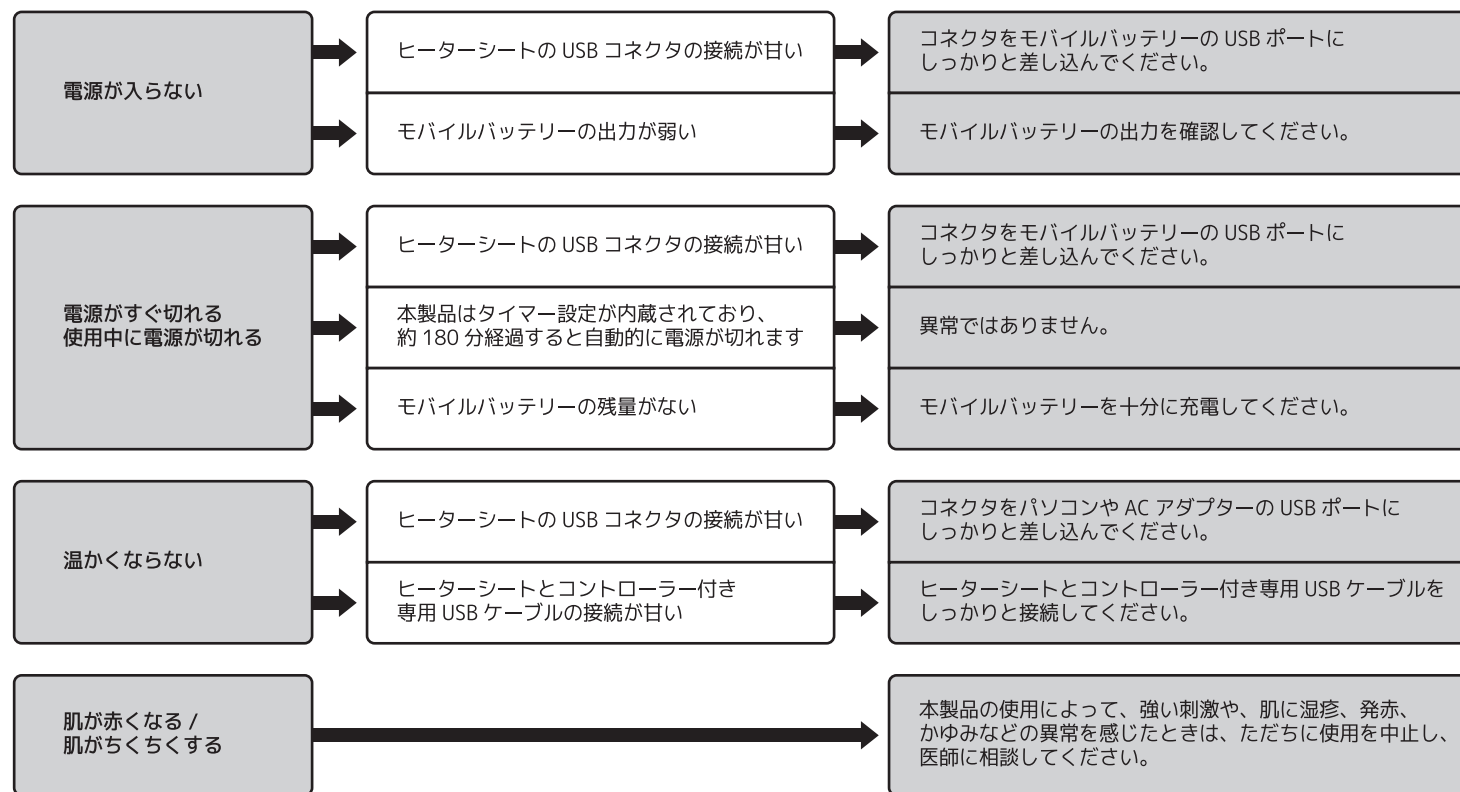 電源が入らない
ヒーターシートの USB コネクタの接続が甘い
コネクタをモバイルバッテリーの USB ポートに
しっかりと差し込んでください。
モバイルバッテリーの出力が弱い
モバイルバッテリーの出力を確認してください。
電源がすぐ切れる
使用中に電源が切れる
ヒーターシートの USB コネクタの接続が甘い
コネクタをモバイルバッテリーの USB ポートに
しっかりと差し込んでください。
本製品はタイマー設定が内蔵されており、
約 180 分経過すると自動的に電源が切れます
異常ではありません。
モバイルバッテリーの残量がない
モバイルバッテリーを十分に充電してください。
温かくならない
ヒーターシートの USB コネクタの接続が甘い
コネクタをパソコンや AC アダプターの USB ポートに
しっかりと差し込んでください。
ヒーターシートとコントローラー付き
専用 USB ケーブルの接続が甘い
ヒーターシートとコントローラー付き専用 USB ケーブルを
しっかりと接続してください。
肌が赤くなる /
肌がちくちくする
本製品の使用によって、強い刺激や、肌に湿疹、発赤、
かゆみなどの異常を感じたときは、ただちに使用を中止し、
医師に相談してください。